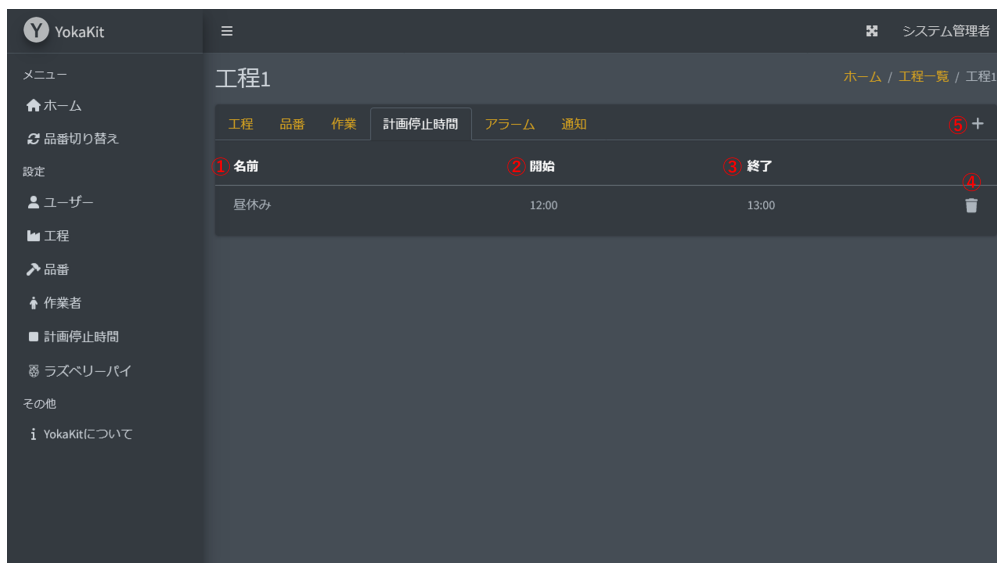 YokaKit
システム管理者
メニュー
ホーム
品番切り替え
設定
ユーザー
工程
品番
作業者
計画停止時間
ラズベリーパイ
その他
YokaKitについて
工程1
ホーム / 工程一覧 / 工程1
工程 品番 作業 計画停止時間 アラーム 通知 ⑤
① 名前 ② 開始 ③ 終了
④
昼休み 12:00 13:00